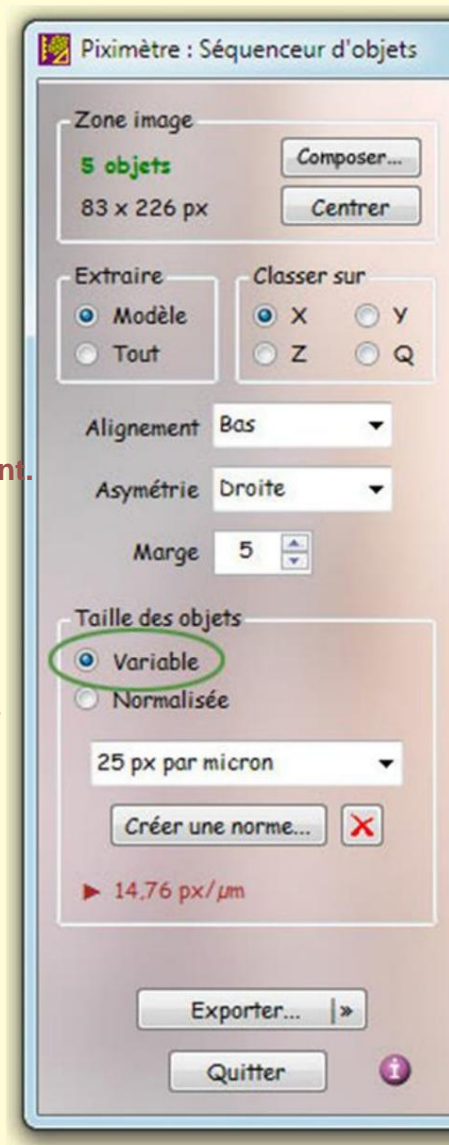 Piximètre : Séquenceur d'objets
Zone image
5 objets
Composer...
83 x 226 px
Centrer
Extraire
Classer sur
Modèle
X
Y
Tout
Z
Q
Alignement Bas
nt.
Asymétrie Droite
Marge 5
Taille des objets
Variable
Normalisée
25 px par micron
Créer une norme...
► 14,76 px/µm
Exporter... |»
Quitter